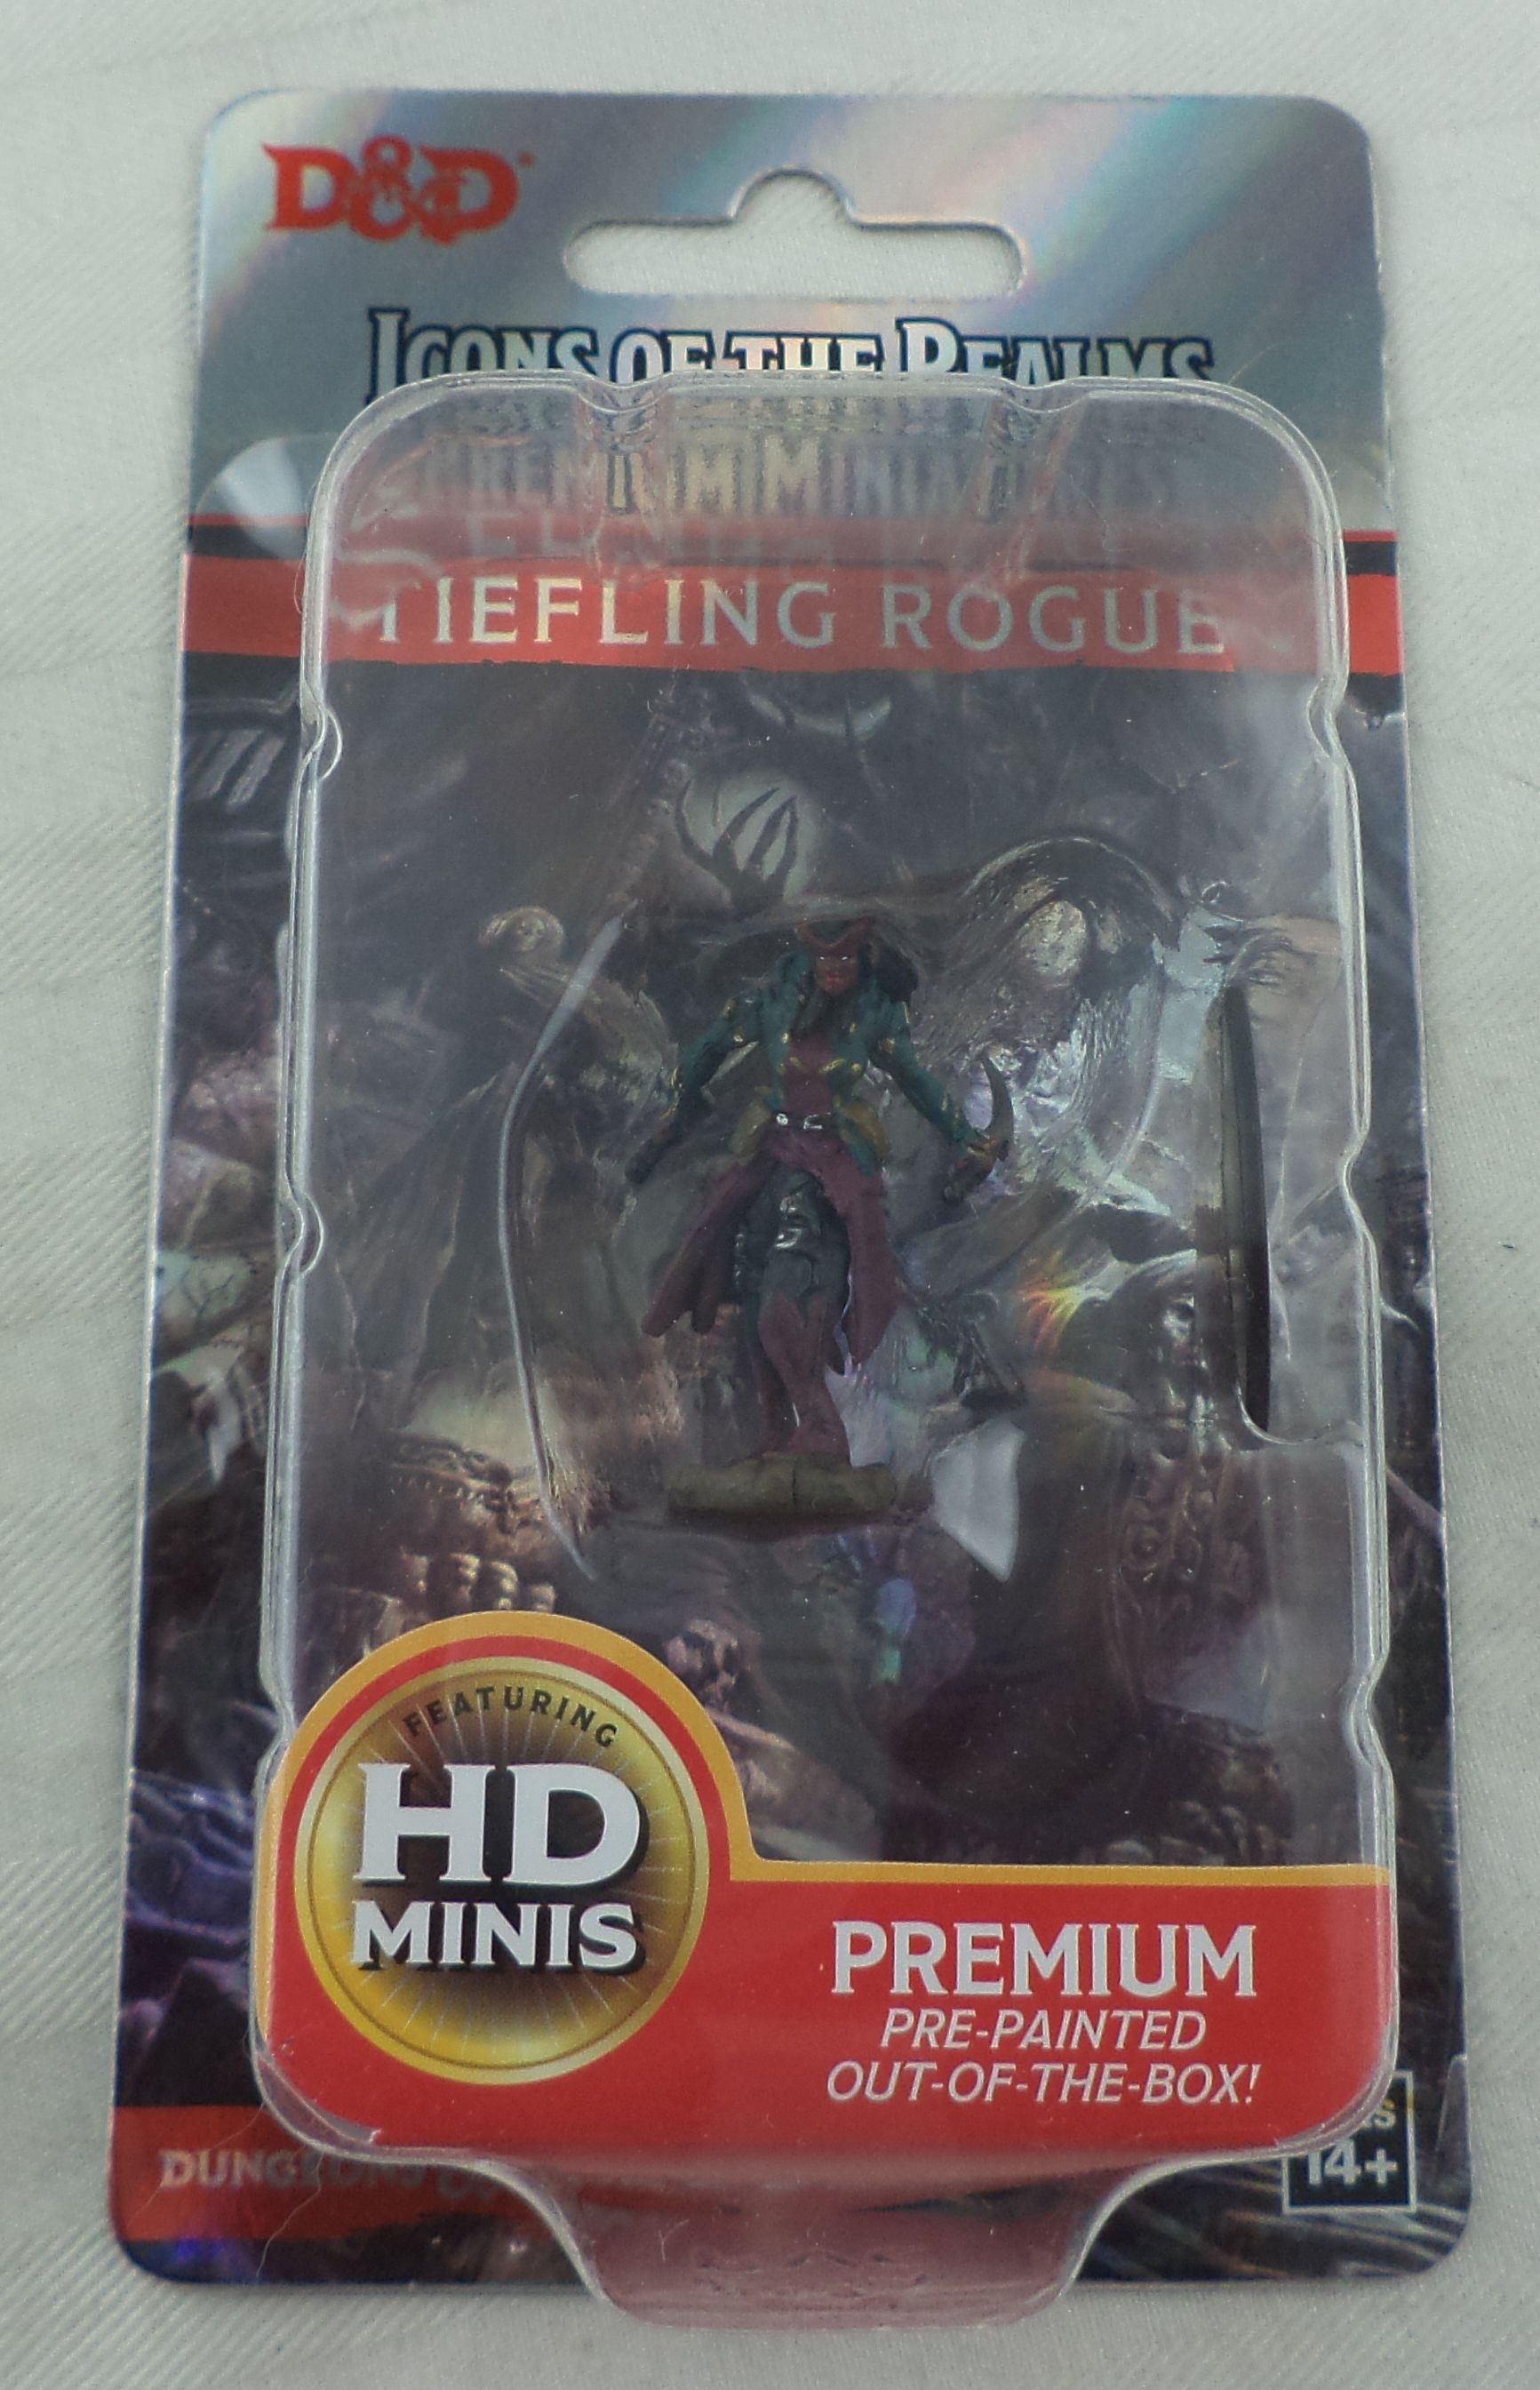 D&D
ICONS OF THE REALMS
PREMIUM MINIATURES
TIEFLING ROGUE
FEATURING
HD
MINIS
PREMIUM
PRE-PAINTED
OUT-OF-THE-BOX!
DUNGEONS
14+